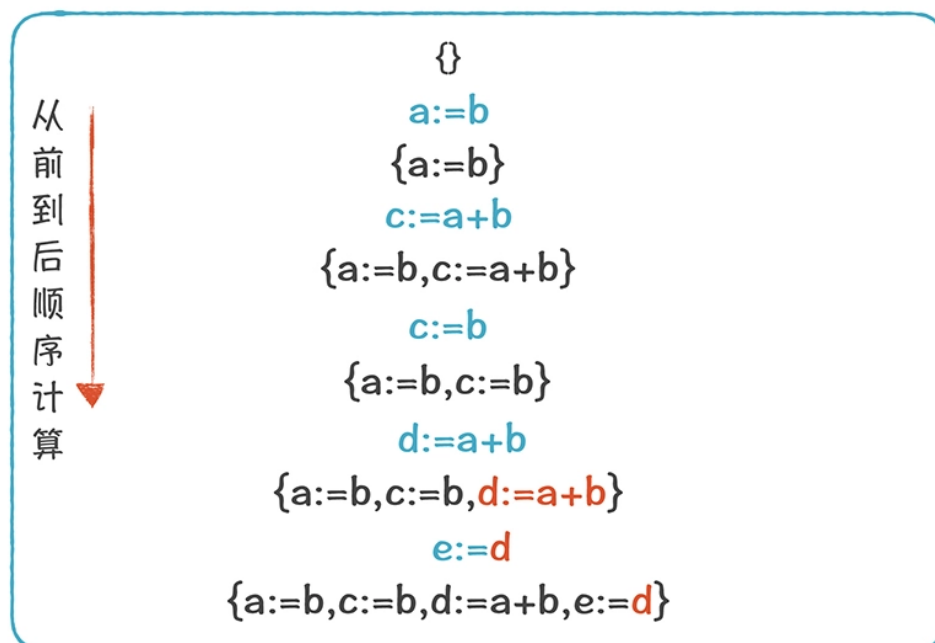 从前到后顺序计算
{}
a:=b
{a:=b}
c:=a+b
{a:=b,c:=a+b}
c:=b
{a:=b,c:=b}
d:=a+b
{a:=b,c:=b,d:=a+b}
e:=d
{a:=b,c:=b,d:=a+b,e:=d}